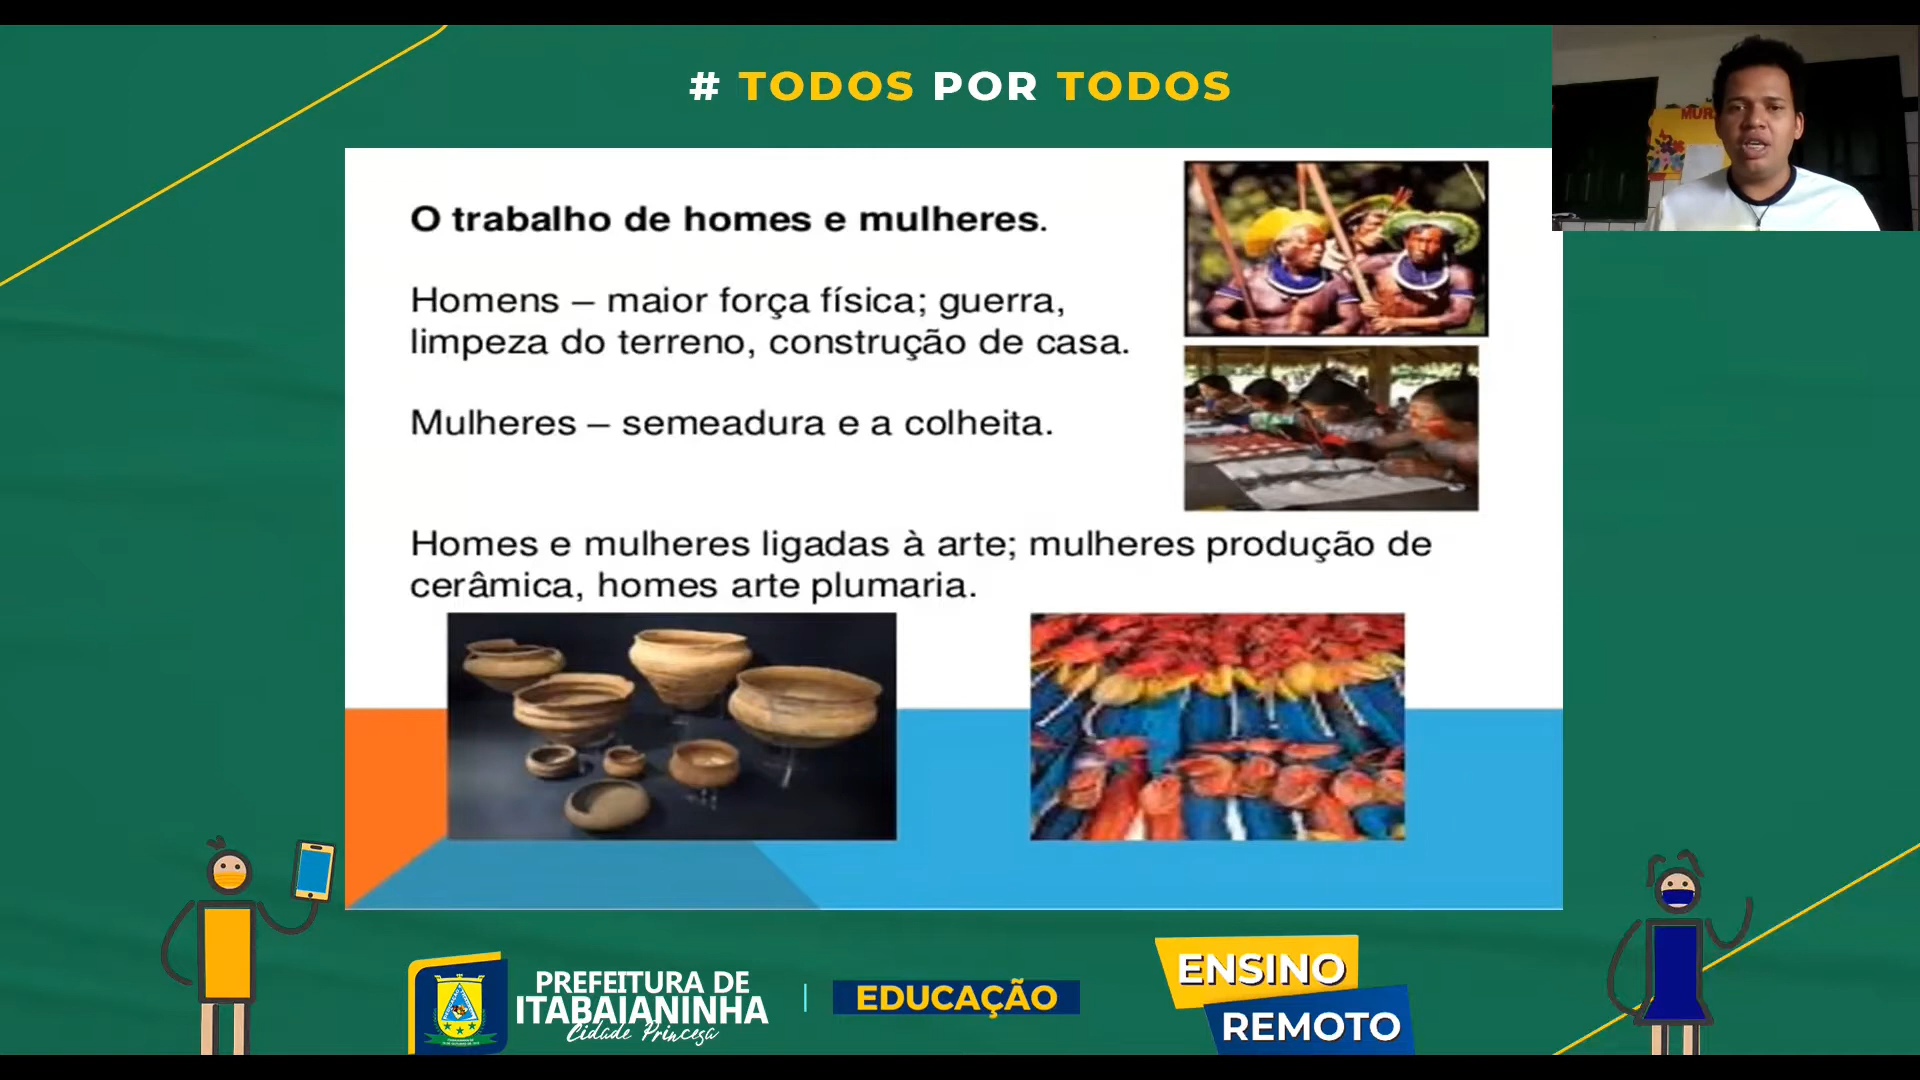 # TODOS POR TODOS
MUR
O trabalho de homes e mulheres.
Homens – maior força física; guerra,
limpeza do terreno, construção de casa.
Mulheres – semeadura e a colheita.
Homes e mulheres ligadas à arte; mulheres produção de
cerâmica, homes arte plumaria.
PREFEITURA DE
ITABAIANINHA
Cidade Princesa
EDUCAÇÃO
ENSINO
REMOTO